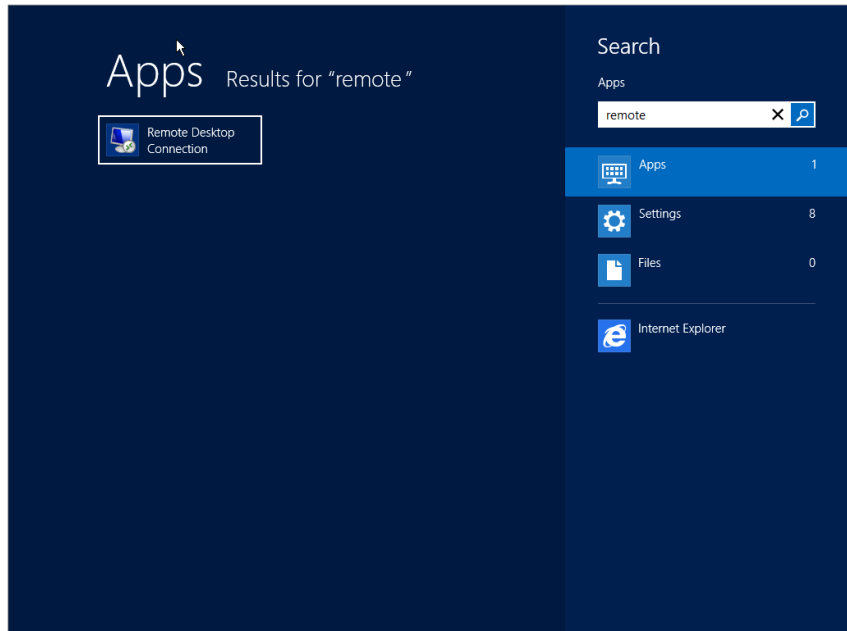 Apps Results for “remote”
Remote Desktop
Connection
Search
Apps
remote
Apps 1
Settings 8
Files 0
Internet Explorer